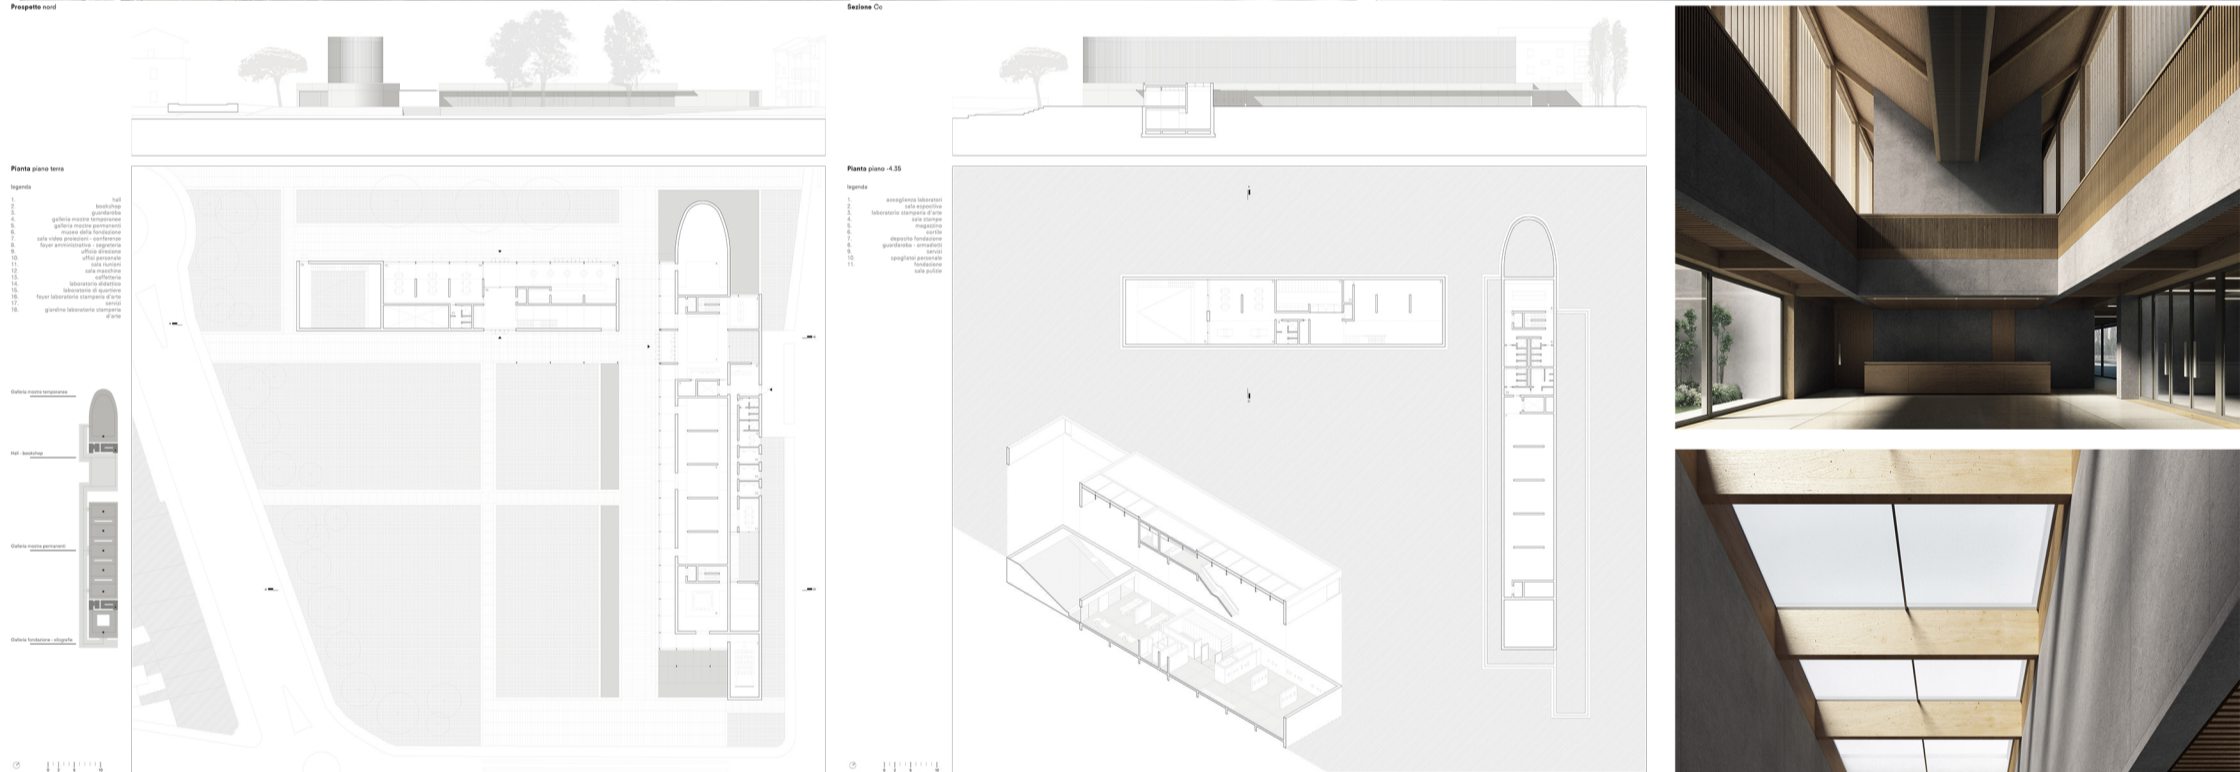 Prospetto nord
Pianta piano terra
legenda
1. hall
2. bookshop
3. guardaroba
4. galleria mostre temporanee
5. galleria mostre permanenti
6. museo della fondazione
7. sala video proiezioni - conferenze
8. foyer amministrativo - segreteria
9. ufficio direzione
10. uffici personale
11. sala riunioni
12. sala macchine
13. caffetteria
14. laboratorio didattico
15. laboratorio di quartiere
16. foyer laboratorio stamperia d'arte
17. servizi
18. giardino laboratorio stamperia
d'arte
Galleria mostre temporanee
Hall - bookshop
Galleria mostre permanenti
Galleria fondazione - xilografia
Sezione Cc
Pianta piano -4.35
legenda
1. accoglienza laboratori
2. sala espositiva
3. laboratorio stamperia d'arte
4. sala stampe
5. magazzino
6. cortile
7. deposito fondazione
8. guardaroba - armadietti
9. servizi
10. spogliatoi personale
11. fondazione
sala pulizie